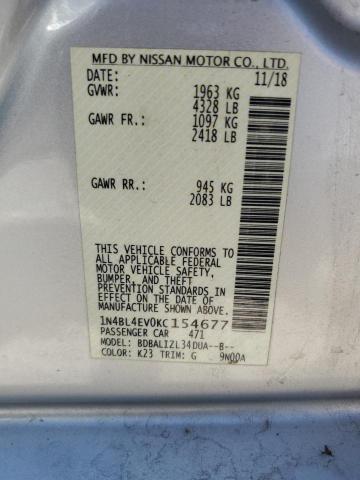 MFD BY NISSAN MOTOR CO., LTD.
DATE: 11/18
GVWR: 1963 KG
4328 LB
GAWR FR.: 1097 KG
2418 LB
GAWR RR.: 945 KG
2083 LB
THIS VEHICLE CONFORMS TO
ALL APPLICABLE FEDERAL
MOTOR VEHICLE SAFETY,
BUMPER, AND THEFT
PREVENTION STANDARDS IN
EFFECT ON THE DATE OF
MANUFACTURE SHOWN ABOVE.
1N4BL4EV0KC154677
PASSENGER CAR 471
MODEL: BDBALIZL34DUA--B--
COLOR: K23 TRIM: G 9N00A